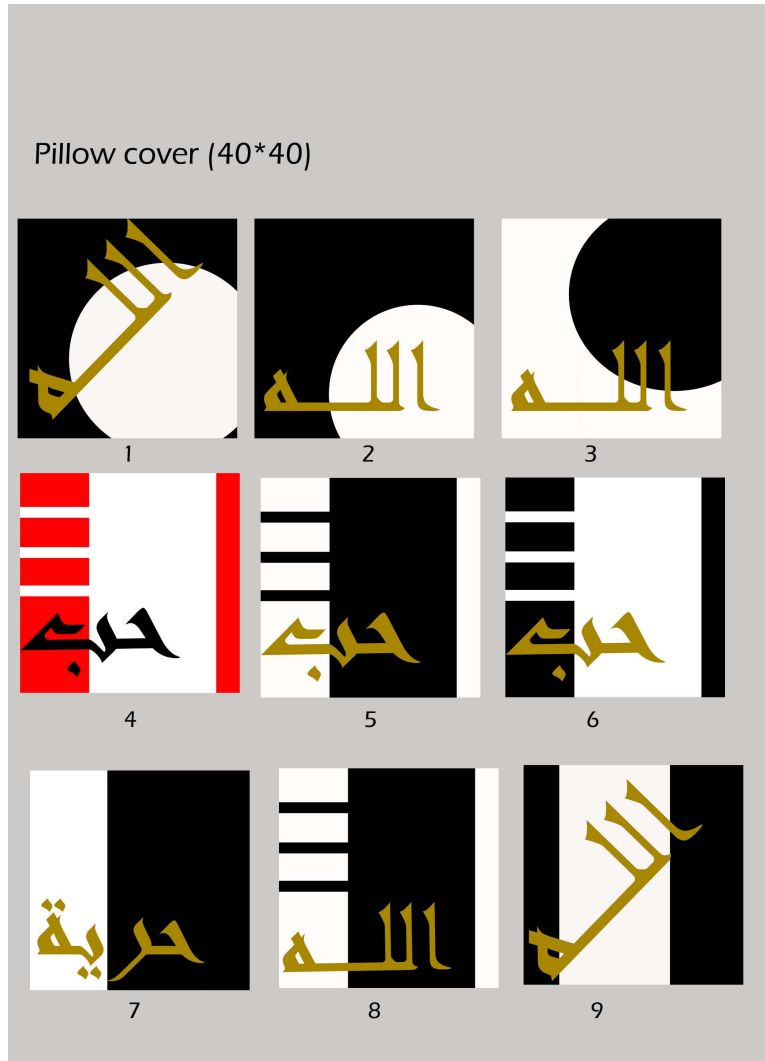 Pillow cover (40*40)
الله
الله
الله
1 2 3
حب
حب
حب
4 5 6
حرية
الله
الله
7 8 9